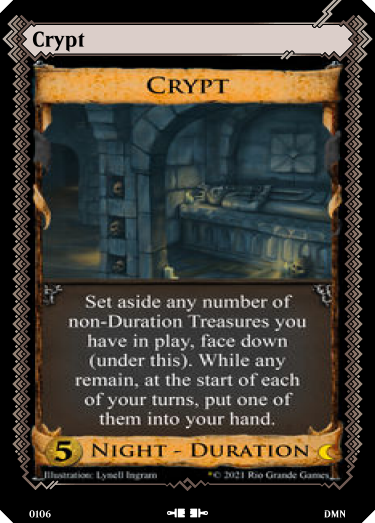 Crypt
CRYPT
Set aside any number of
non-Duration Treasures you
have in play, face down
(under this). While any
remain, at the start of each
of your turns, put one of
them into your hand.
5 NIGHT - DURATION
Illustration: Lynell Ingram *© 2021 Rio Grande Games
0106 DMN